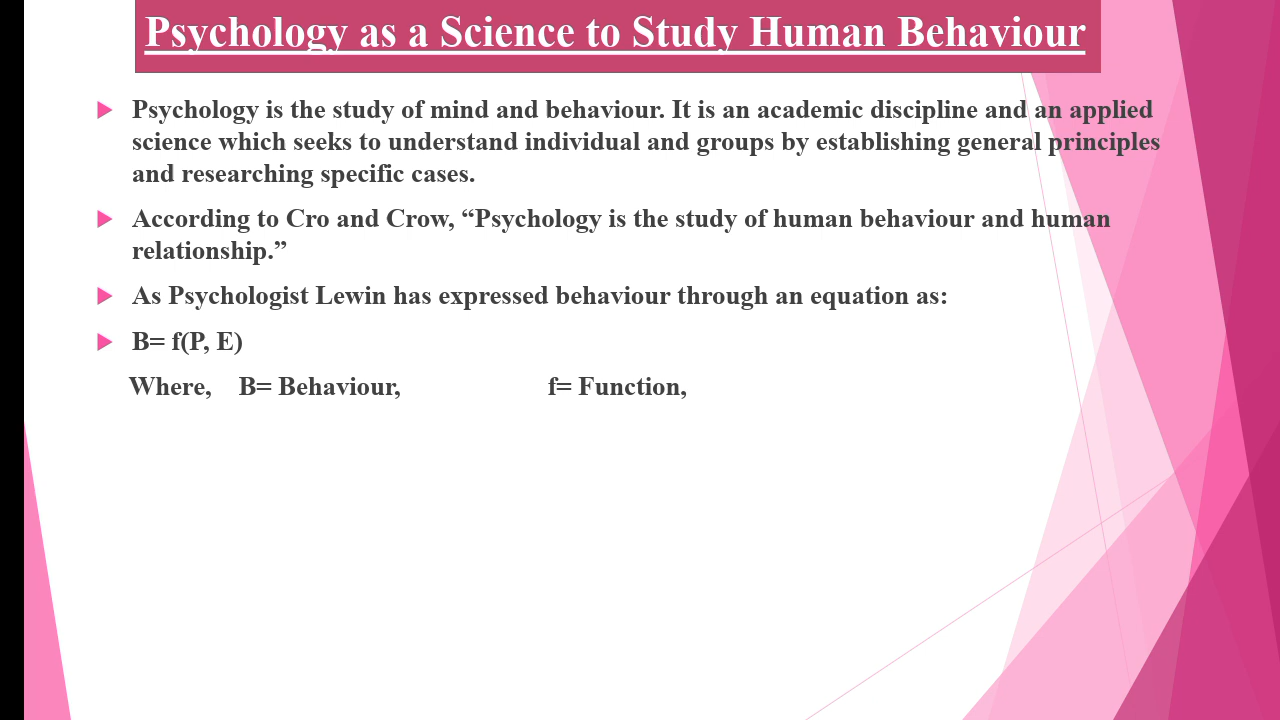 Psychology as a Science to Study Human Behaviour
Psychology is the study of mind and behaviour. It is an academic discipline and an applied
science which seeks to understand individual and groups by establishing general principles
and researching specific cases.
According to Cro and Crow, “Psychology is the study of human behaviour and human
relationship.”
As Psychologist Lewin has expressed behaviour through an equation as:
B= f(P, E)
Where, B= Behaviour, f= Function,